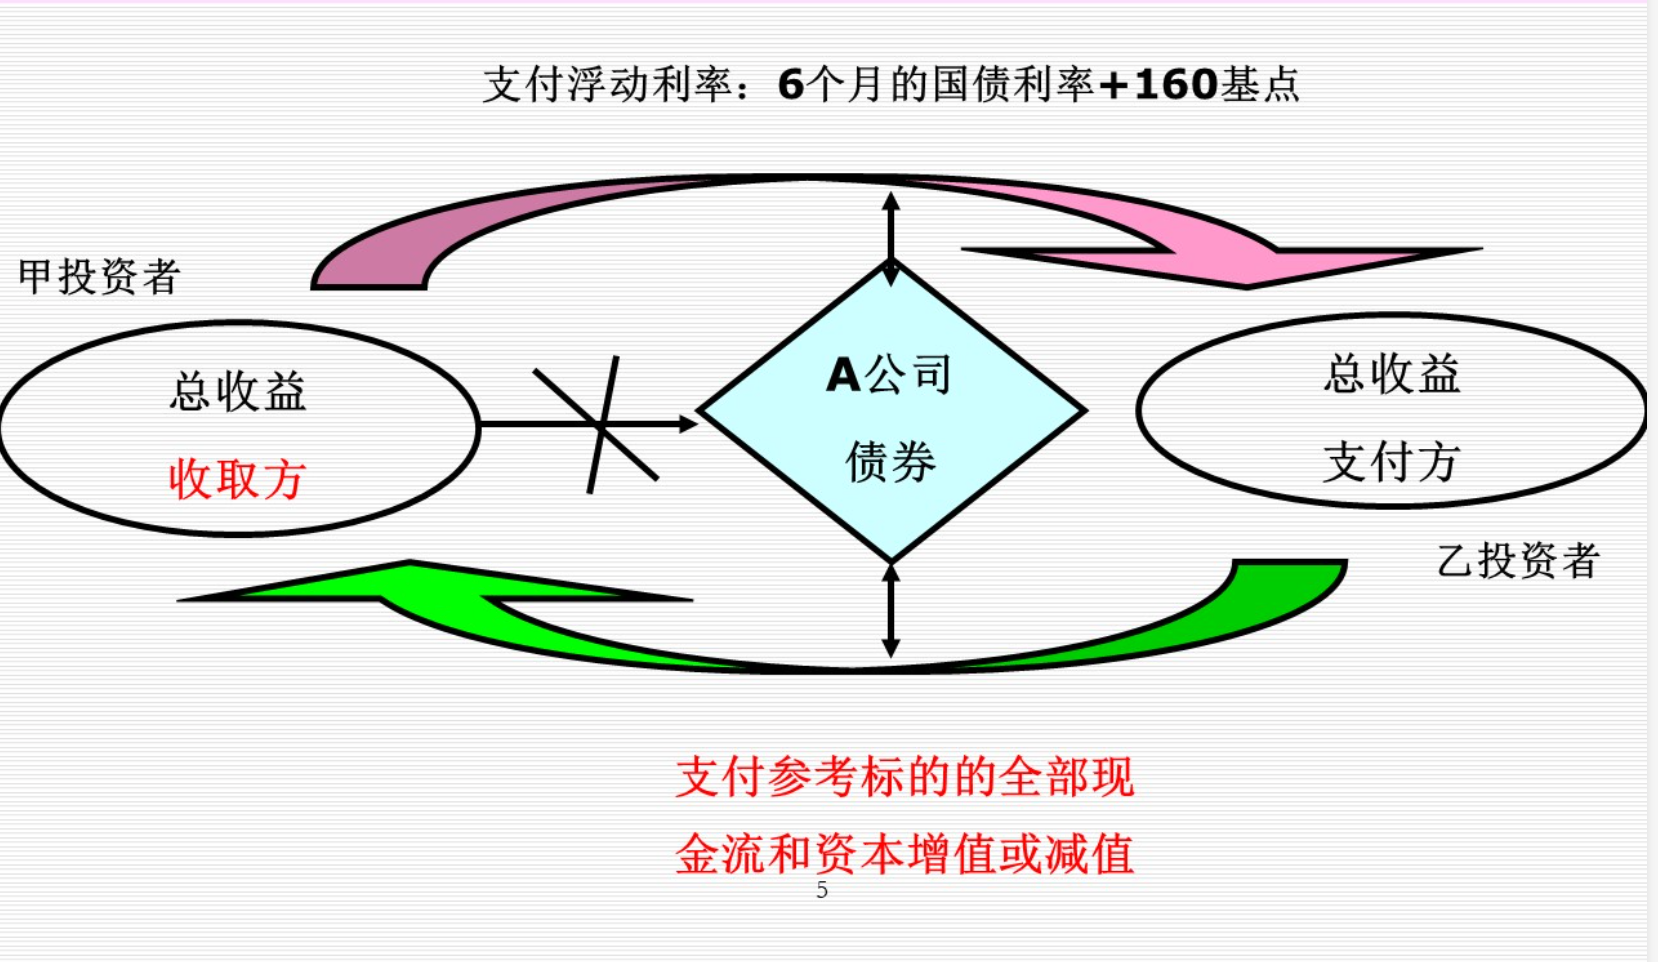 支付浮动利率：6个月的国债利率+160基点
甲投资者
总收益
收取方
A公司
债券
总收益
支付方
乙投资者
支付参考标的的全部现
金流和资本增值或减值
5